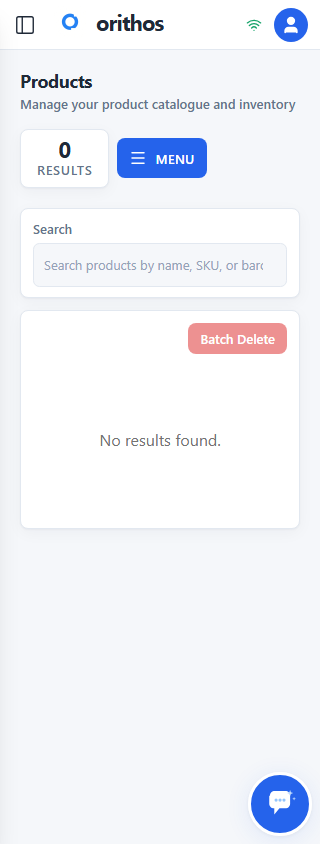 orithos
Products
Manage your product catalogue and inventory
0
RESULTS
MENU
Search
Search products by name, SKU, or barc
Batch Delete
No results found.